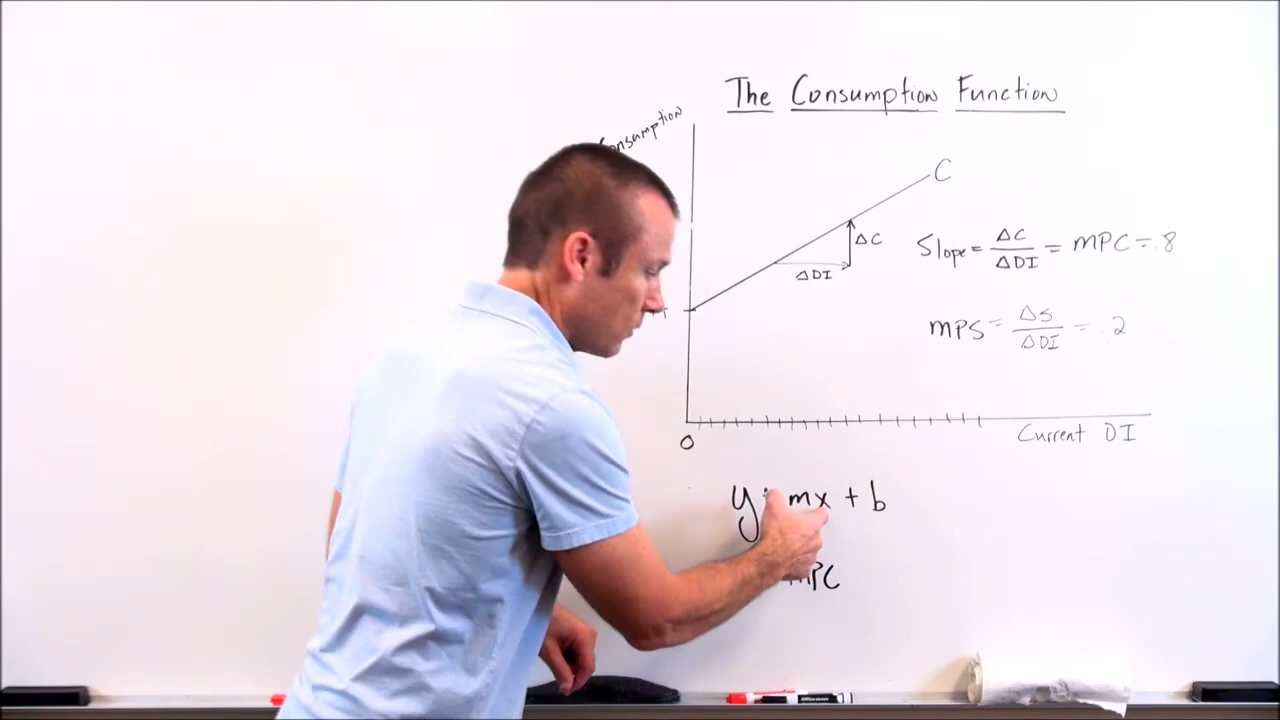 The Consumption Function
Consumption
C
ΔC
ΔDI
Slope = ΔC/ΔDI = MPC = .8
MPS = ΔS/ΔDI = .2
0
Current DI
y = mx + b
MPC